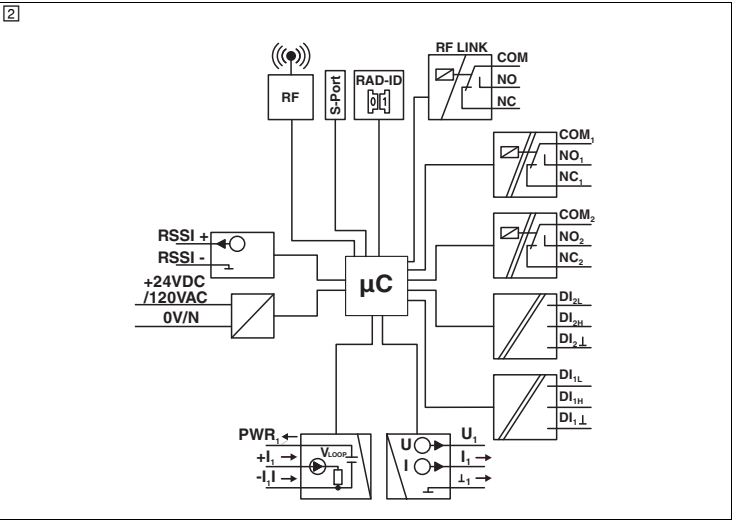 2
RF LINK
COM
NO
NC
RF
S-Port
RAD-ID
0 1
COM₁
NO₁
NC₁
COM₂
NO₂
NC₂
RSSI +
RSSI -
+24VDC
/120VAC
0V/N
µC
DI₂L
DI₂H
DI₂⊥
DI₁L
DI₁H
DI₁⊥
PWR₁
+I₁
-I₁I
VLOOP
U
I
U₁
I₁
⊥₁